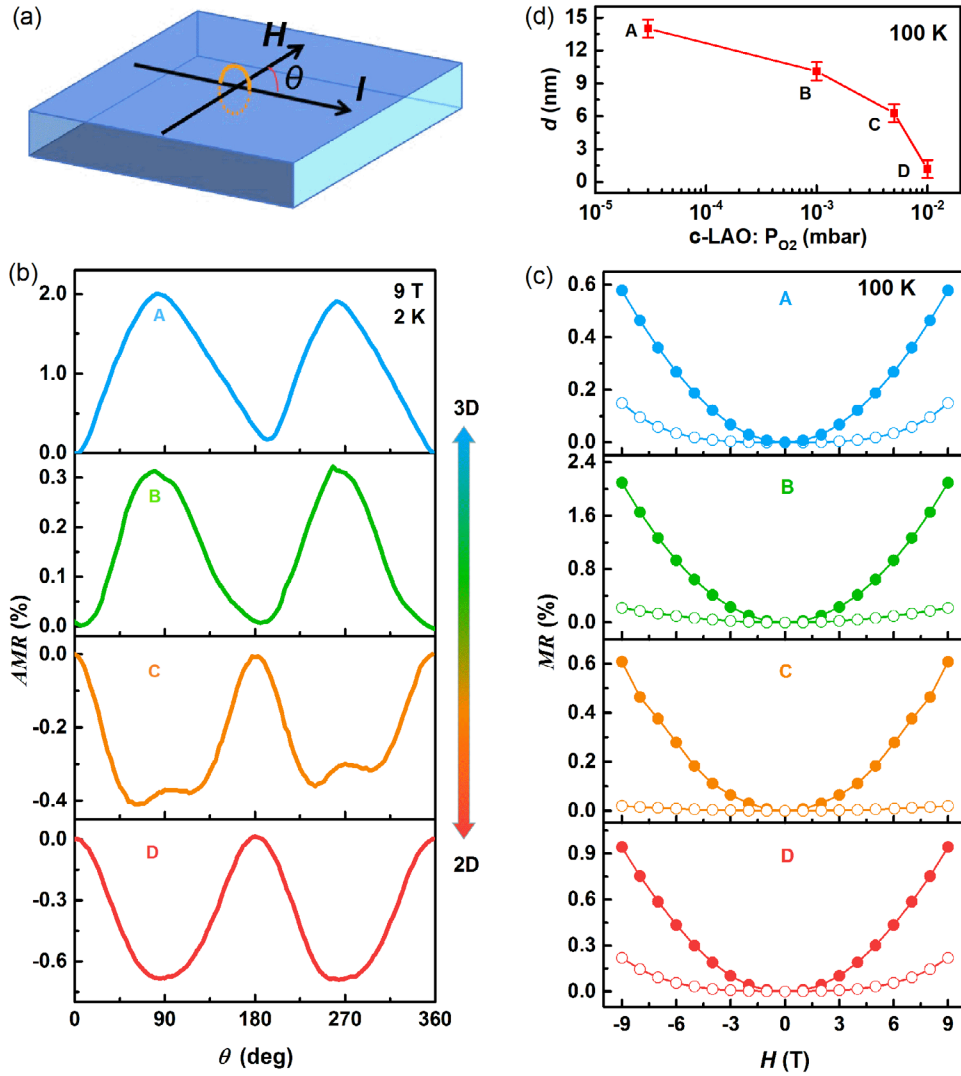 (a)
H
θ
I
(d)
100 K
15
12
9
6
3
0
d (nm)
A
B
C
D
10-5
10-4
10-3
10-2
c-LAO: PO2 (mbar)
(b)
9 T
2 K
A
2.0
1.0
0.0
B
0.3
0.2
0.1
0.0
C
0.0
-0.2
-0.4
D
0.0
-0.3
-0.6
AMR (%)
0
90
180
270
360
θ (deg)
3D
2D
(c)
100 K
A
0.6
0.4
0.2
0.0
B
2.4
1.6
0.8
0.0
C
0.6
0.4
0.2
0.0
D
0.9
0.6
0.3
0.0
MR (%)
-9
-6
-3
0
3
6
9
H (T)